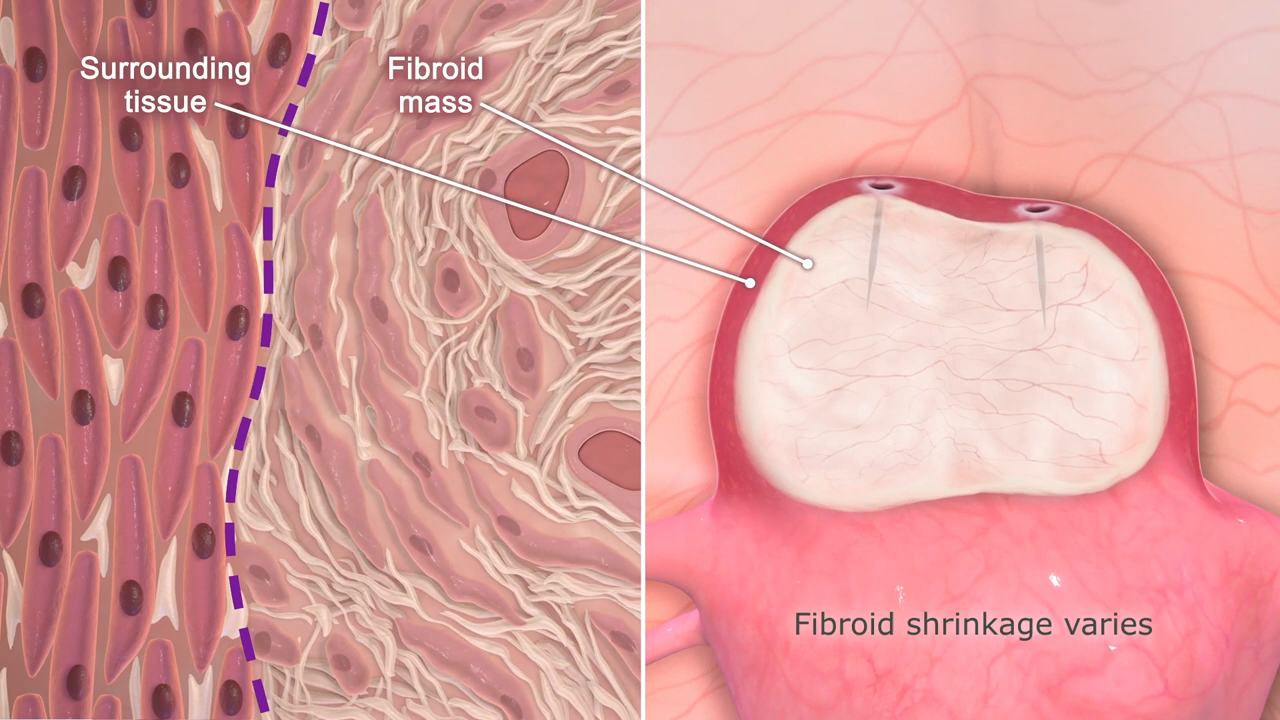 Surrounding
tissue
Fibroid
mass
Fibroid shrinkage varies